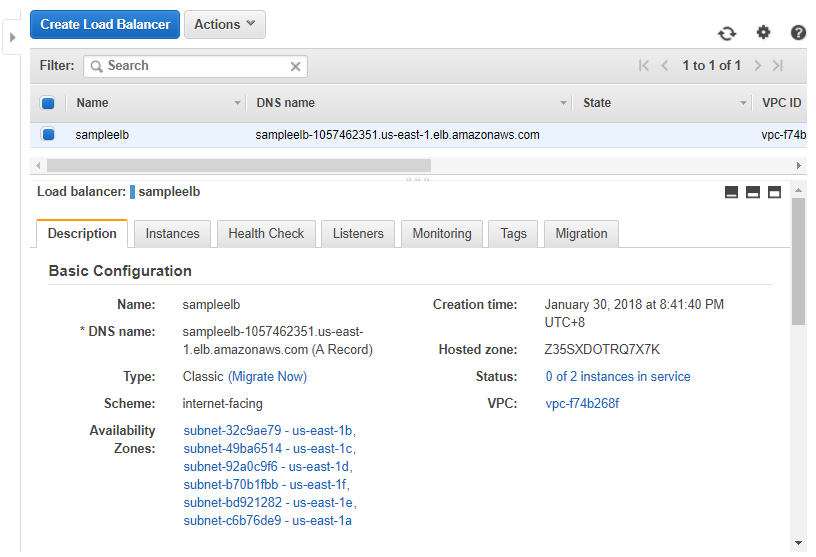 Create Load Balancer Actions
Filter: Search 1 to 1 of 1
Name DNS name State VPC ID
sampleelb sampleelb-1057462351.us-east-1.elb.amazonaws.com vpc-f74b
Load balancer: sampleelb
Description Instances Health Check Listeners Monitoring Tags Migration
Basic Configuration
Name: sampleelb Creation time: January 30, 2018 at 8:41:40 PM
UTC+8
* DNS name: sampleelb-1057462351.us-east-
1.elb.amazonaws.com (A Record) Hosted zone: Z35SXDOTRQ7X7K
Type: Classic (Migrate Now) Status: 0 of 2 instances in service
Scheme: internet-facing VPC: vpc-f74b268f
Availability subnet-32c9ae79 - us-east-1b,
Zones: subnet-49ba6514 - us-east-1c,
subnet-92a0c9f6 - us-east-1d,
subnet-b70b1fbb - us-east-1f,
subnet-bd921282 - us-east-1e,
subnet-c6b76de9 - us-east-1a